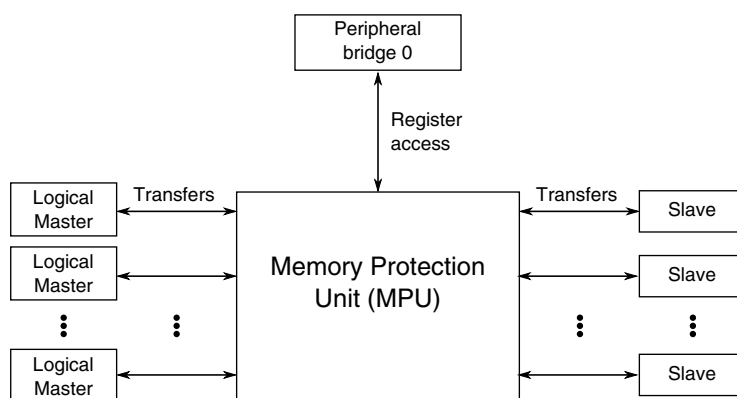 Peripheral
bridge 0
Register
access
Logical
Master
Transfers
Transfers
Slave
Logical
Master
Memory Protection
Unit (MPU)
Slave
Logical
Master
Slave